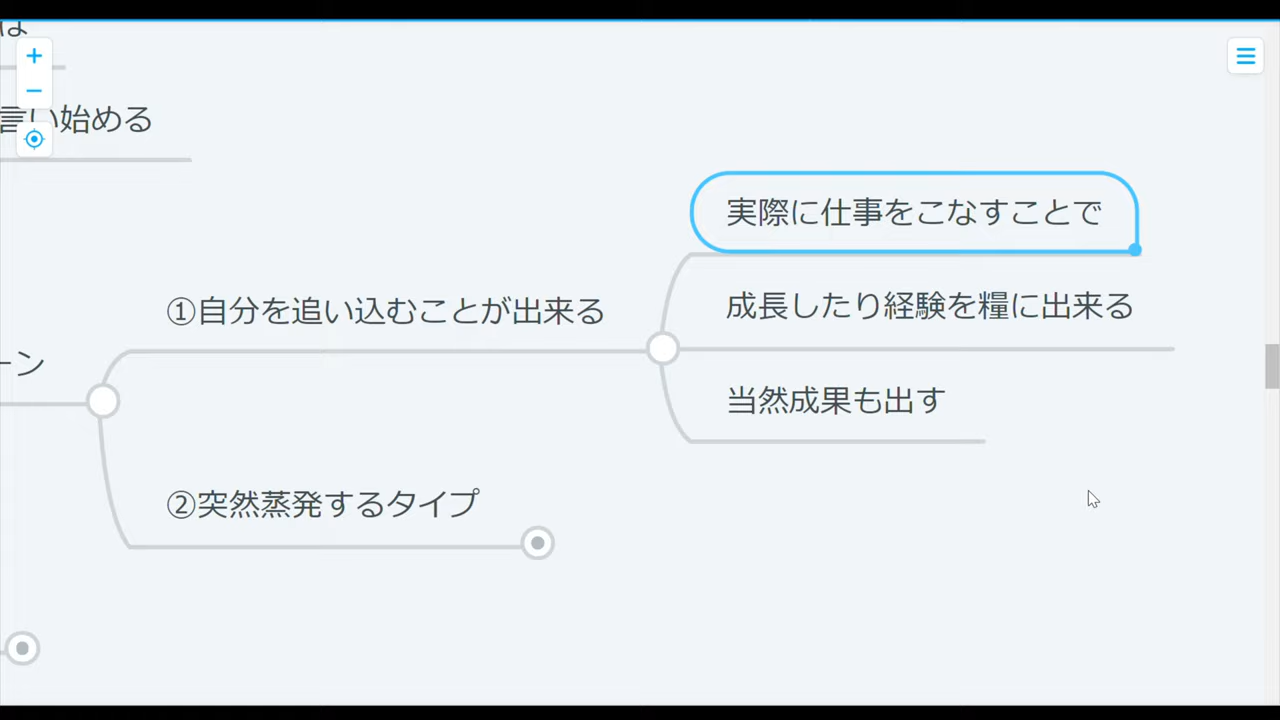 は
言い始める
実際に仕事をこなすことで
①自分を追い込むことが出来る
成長したり経験を糧に出来る
ーン
当然成果も出す
②突然蒸発するタイプ